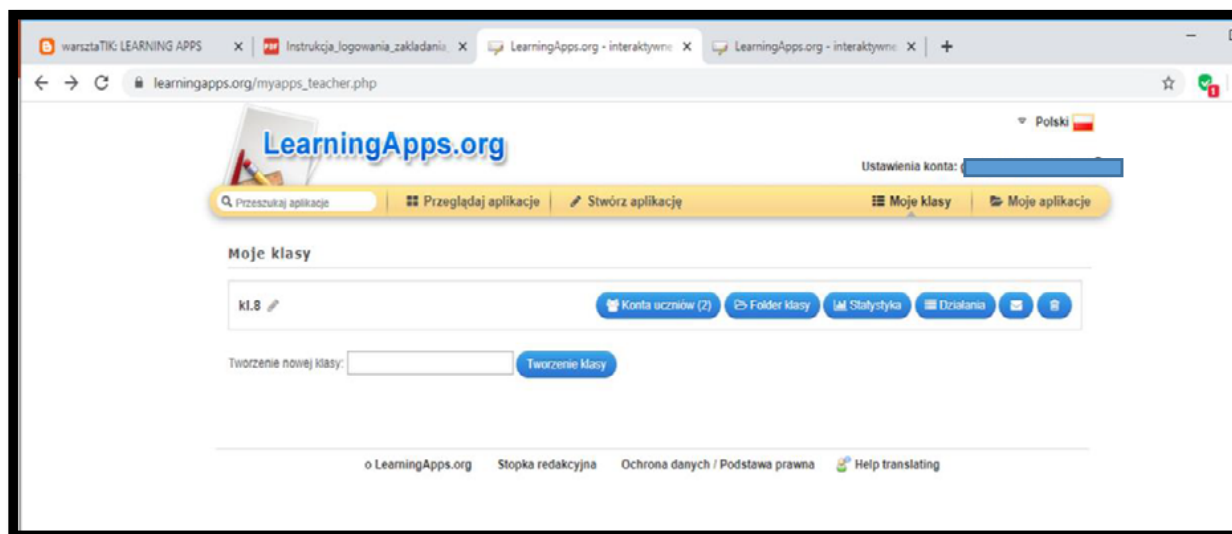 warsztaTIK: LEARNING APPS
Instrukcja_logowania_zakladania_
LearningApps.org - interaktywne
LearningApps.org - interaktywne
learningapps.org/myapps_teacher.php
1
LearningApps.org
Polski
Ustawienia konta:
Przeszukaj aplikacje
Przeglądaj aplikacje
Stwórz aplikację
Moje klasy
Moje aplikacje
Moje klasy
kl.8
Konta uczniów (2)
Folder klasy
Statystyka
Działania
Tworzenie nowej klasy:
Tworzenie klasy
o LearningApps.org
Stopka redakcyjna
Ochrona danych / Podstawa prawna
Help translating